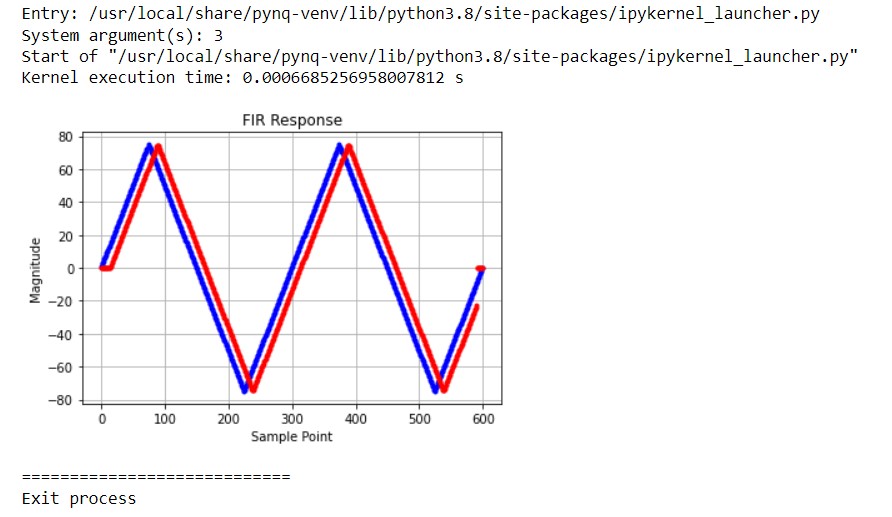 Entry: /usr/local/share/pynq-venv/lib/python3.8/site-packages/ipykernel_launcher.py
System argument(s): 3
Start of "/usr/local/share/pynq-venv/lib/python3.8/site-packages/ipykernel_launcher.py"
Kernel execution time: 0.0006685256958007812 s
FIR Response
80
60
40
20
0
−20
−40
−60
−80
Magnitude
0 100 200 300 400 500 600
Sample Point
============================
Exit process